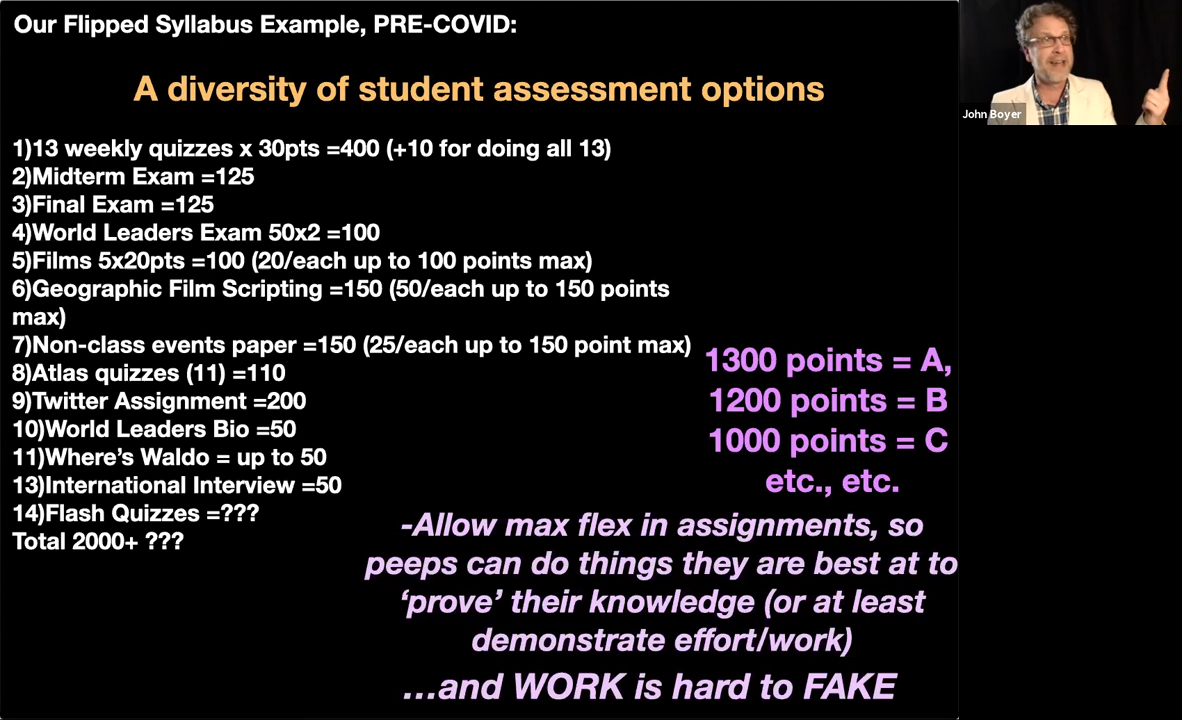 Our Flipped Syllabus Example, PRE-COVID:
A diversity of student assessment options
John Boyer
1)13 weekly quizzes x 30pts =400 (+10 for doing all 13)
2)Midterm Exam =125
3)Final Exam =125
4)World Leaders Exam 50x2 =100
5)Films 5x20pts =100 (20/each up to 100 points max)
6)Geographic Film Scripting =150 (50/each up to 150 points
max)
7)Non-class events paper =150 (25/each up to 150 point max)
8)Atlas quizzes (11) =110
9)Twitter Assignment =200
10)World Leaders Bio =50
11)Where’s Waldo = up to 50
13)International Interview =50
14)Flash Quizzes =???
Total 2000+ ???
1300 points = A,
1200 points = B
1000 points = C
etc., etc.
-Allow max flex in assignments, so
peeps can do things they are best at to
‘prove’ their knowledge (or at least
demonstrate effort/work)
...and WORK is hard to FAKE